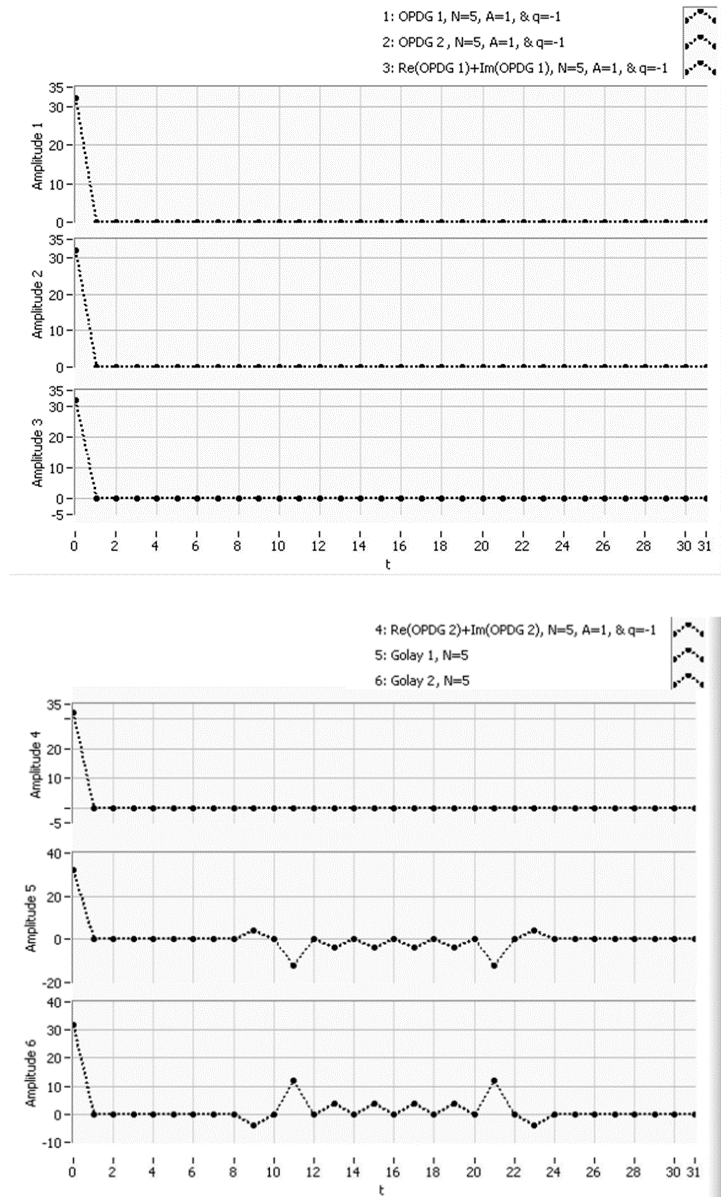 1: OPDG 1, N=5, A=1, & q=-1
2: OPDG 2, N=5, A=1, & q=-1
3: Re(OPDG 1)+Im(OPDG 1), N=5, A=1, & q=-1
35
30
20
10
0
Amplitude 1
35
30
20
10
0
Amplitude 2
35
30
20
10
0
-5
Amplitude 3
0 2 4 6 8 10 12 14 16 18 20 22 24 26 28 30 31
t
4: Re(OPDG 2)+Im(OPDG 2), N=5, A=1, & q=-1
5: Golay 1, N=5
6: Golay 2, N=5
35
20
10
-5
Amplitude 4
40
20
0
-20
Amplitude 5
40
30
20
10
0
-10
Amplitude 6
0 2 4 6 8 10 12 14 16 18 20 22 24 26 28 30 31
t